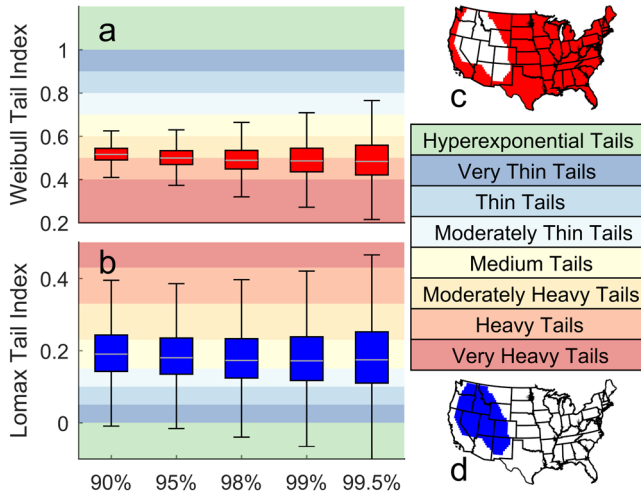 a
Weibull Tail Index
1
0.8
0.6
0.4
0.2
b
Lomax Tail Index
0.4
0.2
0
90% 95% 98% 99% 99.5%
c
Hyperexponential Tails
Very Thin Tails
Thin Tails
Moderately Thin Tails
Medium Tails
Moderately Heavy Tails
Heavy Tails
Very Heavy Tails
d